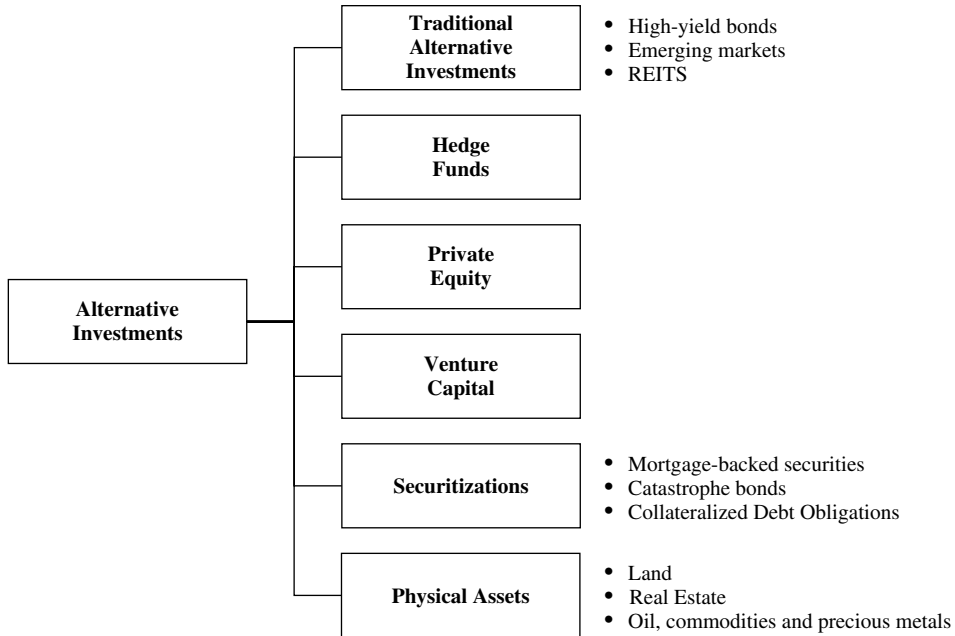 Alternative
Investments
Traditional
Alternative
Investments
• High-yield bonds
• Emerging markets
• REITS
Hedge
Funds
Private
Equity
Venture
Capital
Securitizations
• Mortgage-backed securities
• Catastrophe bonds
• Collateralized Debt Obligations
Physical Assets
• Land
• Real Estate
• Oil, commodities and precious metals